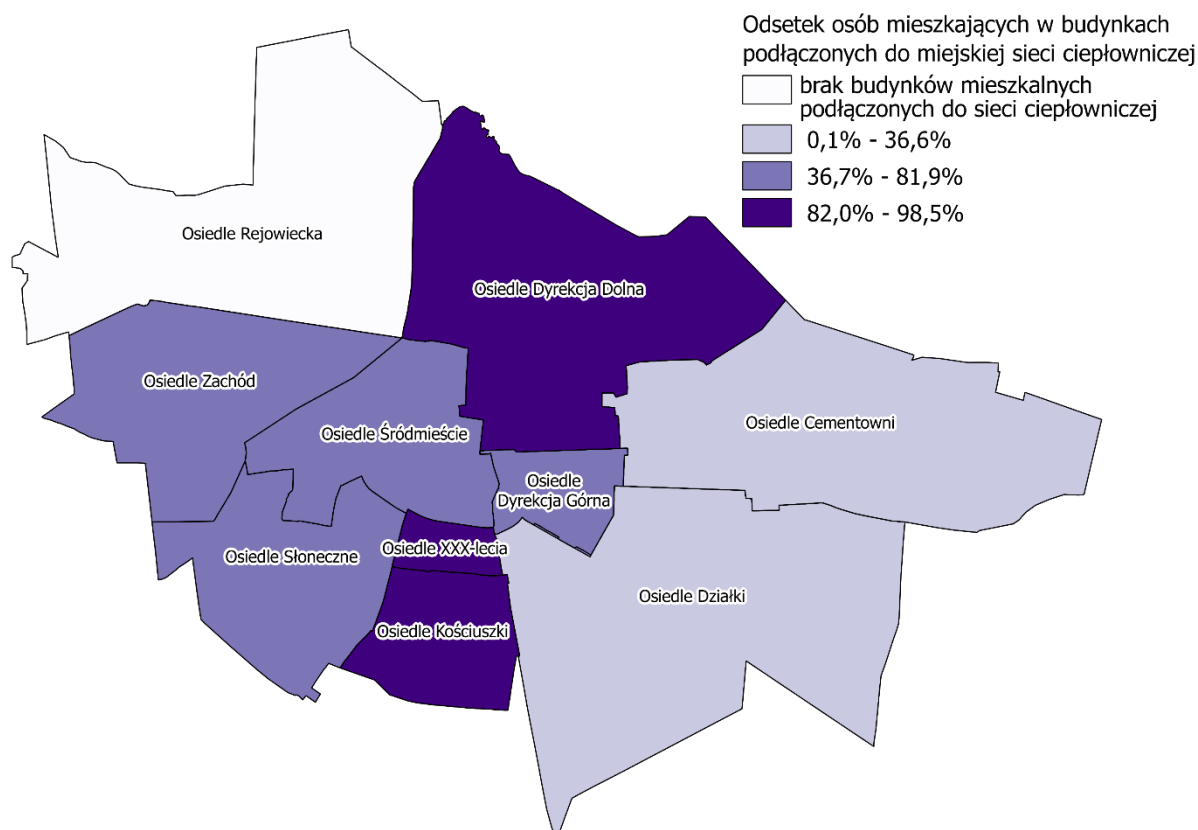 Odsetek osób mieszkających w budynkach
podłączonych do miejskiej sieci ciepłowniczej
brak budynków mieszkalnych
podłączonych do sieci ciepłowniczej
0,1% - 36,6%
36,7% - 81,9%
82,0% - 98,5%
Osiedle Rejowiecka
Osiedle Dyrekcja Dolna
Osiedle Zachód
Osiedle Śródmieście
Osiedle Cementowni
Osiedle
Dyrekcja Górna
Osiedle Słoneczne
Osiedle XXX-lecia
Osiedle Działki
Osiedle Kościuszki